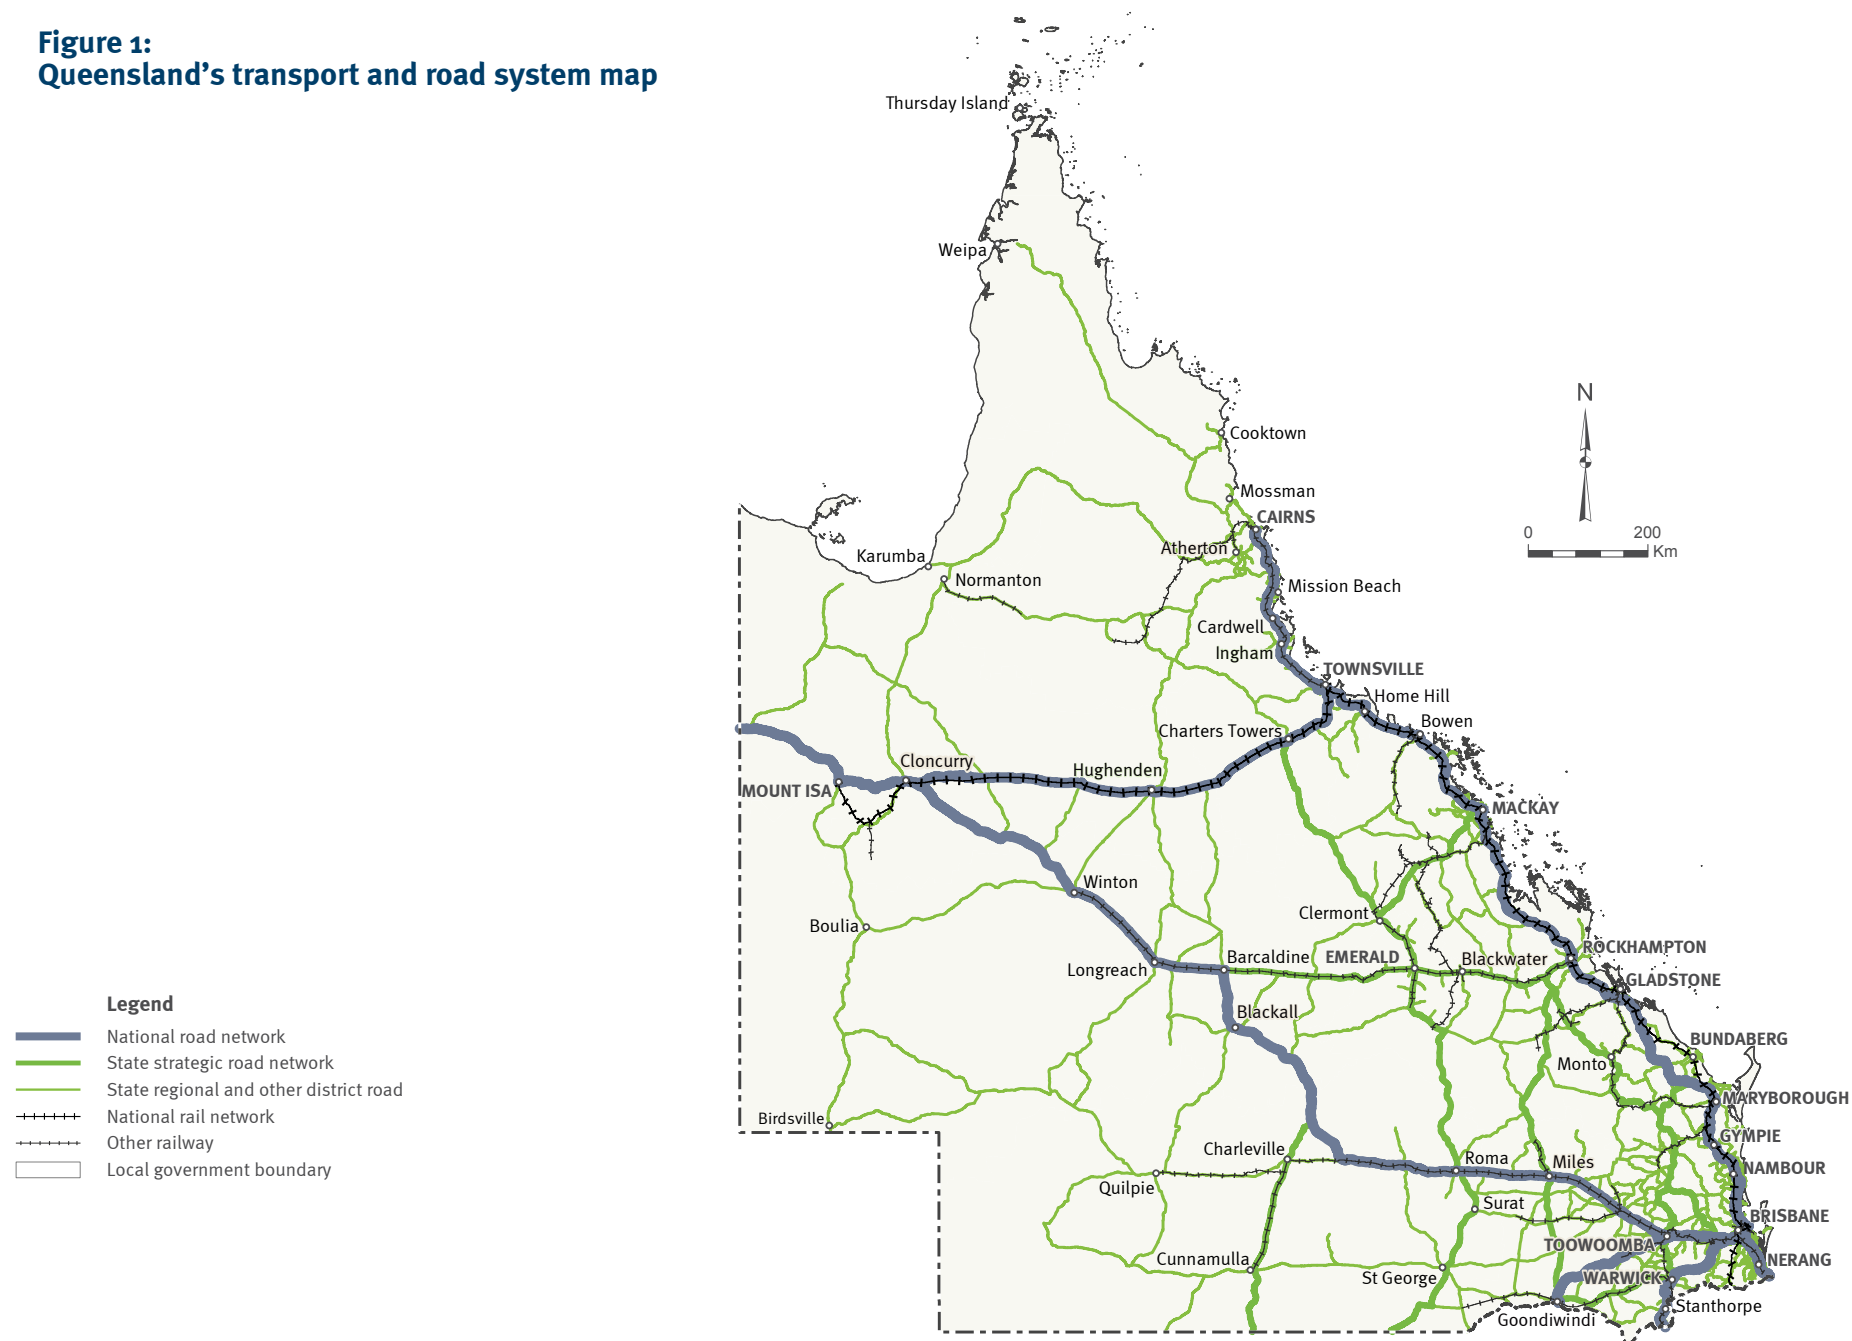 Figure 1:
Queensland's transport and road system map
Thursday Island
Weipa
N
Cooktown
Mossman
CAIRNS
0 200
Km
Karumba
Atherton
Normanton
Mission Beach
Cardwell
Ingham
TOWNSVILLE
Home Hill
Bowen
Charters Towers
Cloncurry
Hughenden
MOUNT ISA
MACKAY
Winton
Clermont
Boulia
ROCKHAMPTON
Barcaldine
EMERALD
Blackwater
Longreach
GLADSTONE
Blackall
BUNDABERG
Monto
MARYBOROUGH
Birdsville
GYMPIE
Charleville
Roma
Miles
NAMBOUR
Quilpie
Surat
BRISBANE
TOOWOOMBA
Cunnamulla
NERANG
St George
WARWICK
Stanthorpe
Goondiwindi
Legend
National road network
State strategic road network
State regional and other district road
National rail network
Other railway
Local government boundary